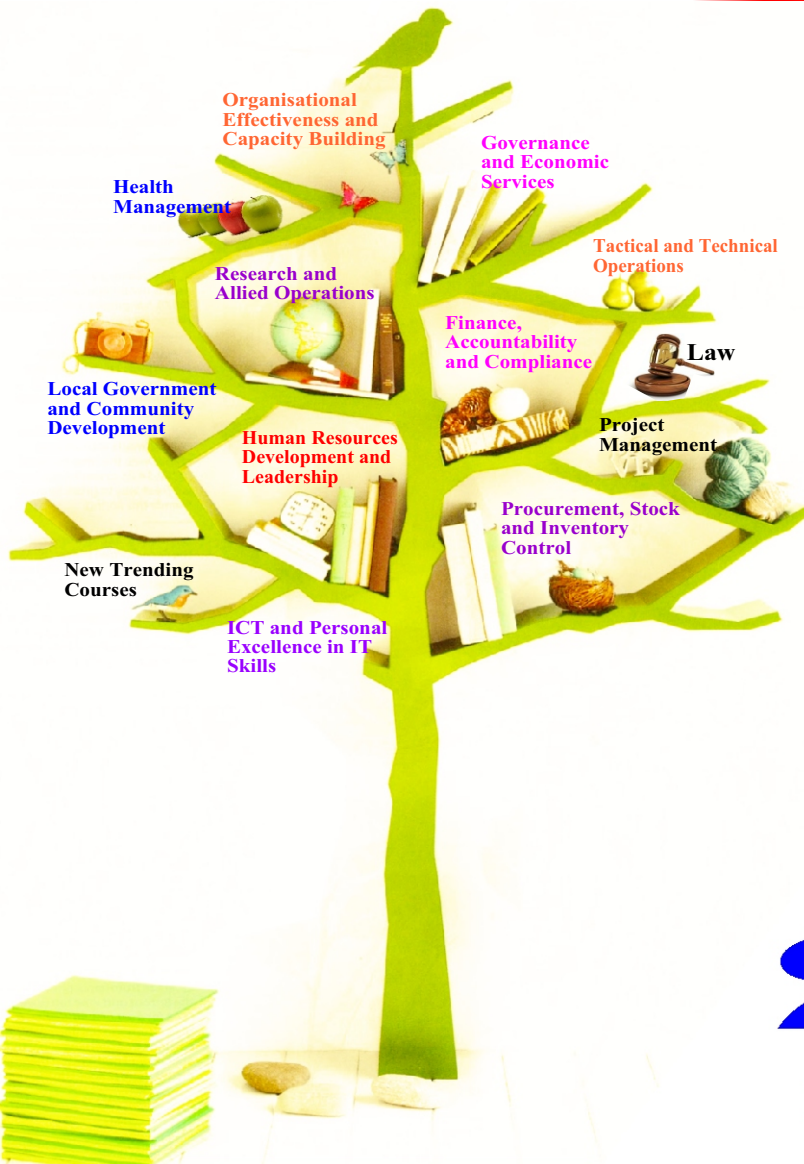 Organisational
Effectiveness and
Capacity Building
Governance
and Economic
Services
Health
Management
Tactical and Technical
Operations
Research and
Allied Operations
Finance,
Accountability
and Compliance
Law
Local Government
and Community
Development
Project
Management
Human Resources
Development and
Leadership
Procurement, Stock
and Inventory
Control
New Trending
Courses
ICT and Personal
Excellence in IT
Skills